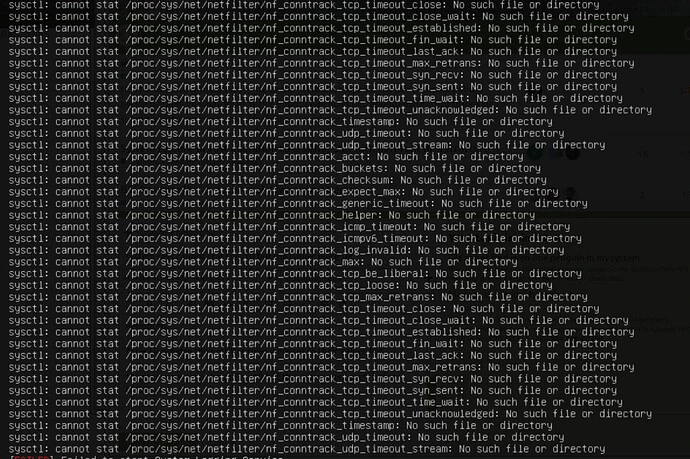 sysctl: cannot stat /proc/sys/net/netfilter/nf_conntrack_tcp_timeout_close: No such file or directory
sysctl: cannot stat /proc/sys/net/netfilter/nf_conntrack_tcp_timeout_close_wait: No such file or directory
sysctl: cannot stat /proc/sys/net/netfilter/nf_conntrack_tcp_timeout_established: No such file or directory
sysctl: cannot stat /proc/sys/net/netfilter/nf_conntrack_tcp_timeout_fin_wait: No such file or directory
sysctl: cannot stat /proc/sys/net/netfilter/nf_conntrack_tcp_timeout_last_ack: No such file or directory
sysctl: cannot stat /proc/sys/net/netfilter/nf_conntrack_tcp_timeout_max_retrans: No such file or directory
sysctl: cannot stat /proc/sys/net/netfilter/nf_conntrack_tcp_timeout_syn_recv: No such file or directory
sysctl: cannot stat /proc/sys/net/netfilter/nf_conntrack_tcp_timeout_syn_sent: No such file or directory
sysctl: cannot stat /proc/sys/net/netfilter/nf_conntrack_tcp_timeout_time_wait: No such file or directory
sysctl: cannot stat /proc/sys/net/netfilter/nf_conntrack_tcp_timeout_unacknowledged: No such file or directory
sysctl: cannot stat /proc/sys/net/netfilter/nf_conntrack_timestamp: No such file or directory
sysctl: cannot stat /proc/sys/net/netfilter/nf_conntrack_udp_timeout: No such file or directory
sysctl: cannot stat /proc/sys/net/netfilter/nf_conntrack_udp_timeout_stream: No such file or directory
sysctl: cannot stat /proc/sys/net/netfilter/nf_conntrack_acct: No such file or directory
sysctl: cannot stat /proc/sys/net/netfilter/nf_conntrack_buckets: No such file or directory
sysctl: cannot stat /proc/sys/net/netfilter/nf_conntrack_checksum: No such file or directory
sysctl: cannot stat /proc/sys/net/netfilter/nf_conntrack_expect_max: No such file or directory
sysctl: cannot stat /proc/sys/net/netfilter/nf_conntrack_generic_timeout: No such file or directory
sysctl: cannot stat /proc/sys/net/netfilter/nf_conntrack_helper: No such file or directory
sysctl: cannot stat /proc/sys/net/netfilter/nf_conntrack_icmp_timeout: No such file or directory
sysctl: cannot stat /proc/sys/net/netfilter/nf_conntrack_icmpv6_timeout: No such file or directory
sysctl: cannot stat /proc/sys/net/netfilter/nf_conntrack_log_invalid: No such file or directory
sysctl: cannot stat /proc/sys/net/netfilter/nf_conntrack_max: No such file or directory
sysctl: cannot stat /proc/sys/net/netfilter/nf_conntrack_tcp_be_liberal: No such file or directory
sysctl: cannot stat /proc/sys/net/netfilter/nf_conntrack_tcp_loose: No such file or directory
sysctl: cannot stat /proc/sys/net/netfilter/nf_conntrack_tcp_max_retrans: No such file or directory
sysctl: cannot stat /proc/sys/net/netfilter/nf_conntrack_tcp_timeout_close: No such file or directory
sysctl: cannot stat /proc/sys/net/netfilter/nf_conntrack_tcp_timeout_close_wait: No such file or directory
sysctl: cannot stat /proc/sys/net/netfilter/nf_conntrack_tcp_timeout_established: No such file or directory
sysctl: cannot stat /proc/sys/net/netfilter/nf_conntrack_tcp_timeout_fin_wait: No such file or directory
sysctl: cannot stat /proc/sys/net/netfilter/nf_conntrack_tcp_timeout_last_ack: No such file or directory
sysctl: cannot stat /proc/sys/net/netfilter/nf_conntrack_tcp_timeout_max_retrans: No such file or directory
sysctl: cannot stat /proc/sys/net/netfilter/nf_conntrack_tcp_timeout_syn_recv: No such file or directory
sysctl: cannot stat /proc/sys/net/netfilter/nf_conntrack_tcp_timeout_syn_sent: No such file or directory
sysctl: cannot stat /proc/sys/net/netfilter/nf_conntrack_tcp_timeout_time_wait: No such file or directory
sysctl: cannot stat /proc/sys/net/netfilter/nf_conntrack_tcp_timeout_unacknowledged: No such file or directory
sysctl: cannot stat /proc/sys/net/netfilter/nf_conntrack_timestamp: No such file or directory
sysctl: cannot stat /proc/sys/net/netfilter/nf_conntrack_udp_timeout: No such file or directory
sysctl: cannot stat /proc/sys/net/netfilter/nf_conntrack_udp_timeout_stream: No such file or directory
[FAILED] Failed to start System Logging Service